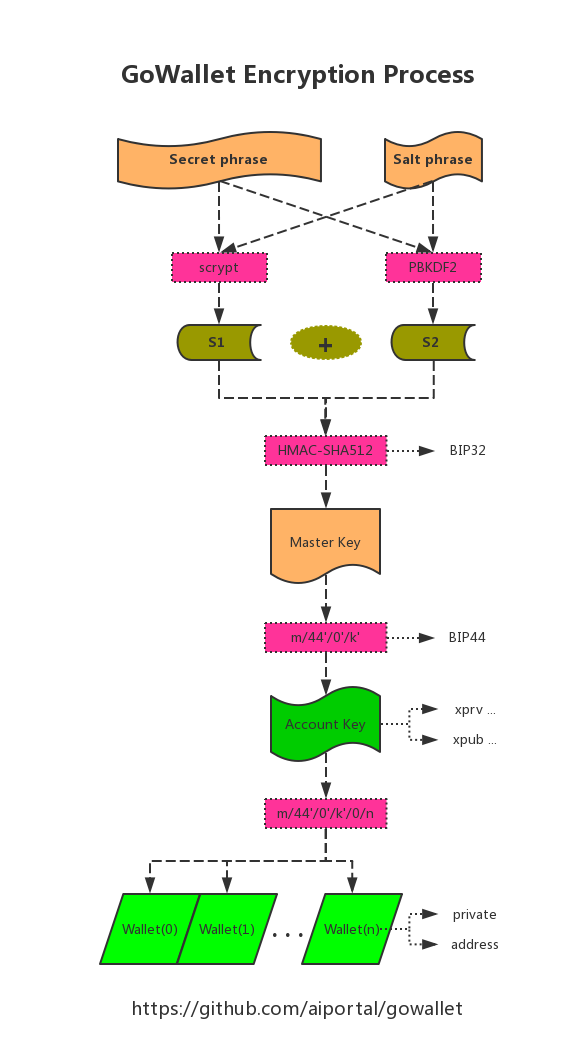 GoWallet Encryption Process
Secret phrase
Salt phrase
scrypt
PBKDF2
S1
+
S2
HMAC-SHA512
BIP32
Master Key
m/44'/0'/k'
BIP44
Account Key
xprv ...
xpub ...
m/44'/0'/k'/0/n
Wallet(0)
Wallet(1)
. . .
Wallet(n)
private
address
https://github.com/aiportal/gowallet